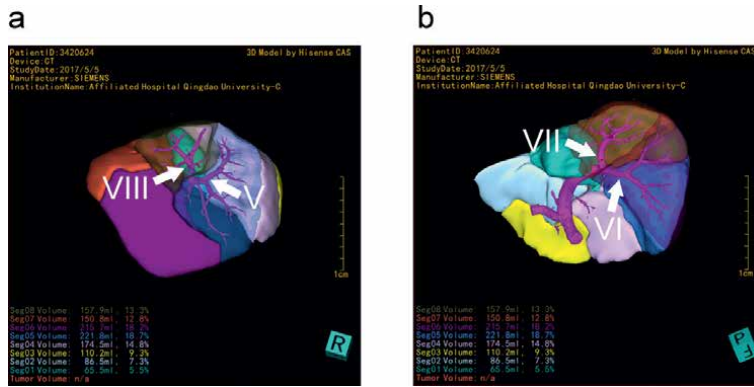 a
PatientID:3420624
Device:CT
StudyDate:2017/5/5
Manufacturer:SIEMENS
InstitutionName:Affiliated Hospital Qingdao University-C
3D Model by Hisense CAS
VIII
V
1cm
Seg08 Volume: 157.9ml, 13.3%
Seg07 Volume: 150.8ml, 12.8%
Seg06 Volume: 215.7ml, 18.2%
Seg05 Volume: 221.8ml, 18.7%
Seg04 Volume: 174.5ml, 14.8%
Seg03 Volume: 110.2ml, 9.3%
Seg02 Volume: 86.5ml, 7.3%
Seg01 Volume: 65.5ml, 5.5%
Tumor Volume: n/a
R
b
PatientID:3420624
Device:CT
StudyDate:2017/5/5
Manufacturer:SIEMENS
InstitutionName:Affiliated Hospital Qingdao University-C
3D Model by Hisense CAS
VII
VI
1cm
Seg08 Volume: 157.9ml, 13.3%
Seg07 Volume: 150.8ml, 12.8%
Seg06 Volume: 215.7ml, 18.2%
Seg05 Volume: 221.8ml, 18.7%
Seg04 Volume: 174.5ml, 14.8%
Seg03 Volume: 110.2ml, 9.3%
Seg02 Volume: 86.5ml, 7.3%
Seg01 Volume: 65.5ml, 5.5%
Tumor Volume: n/a
P
F